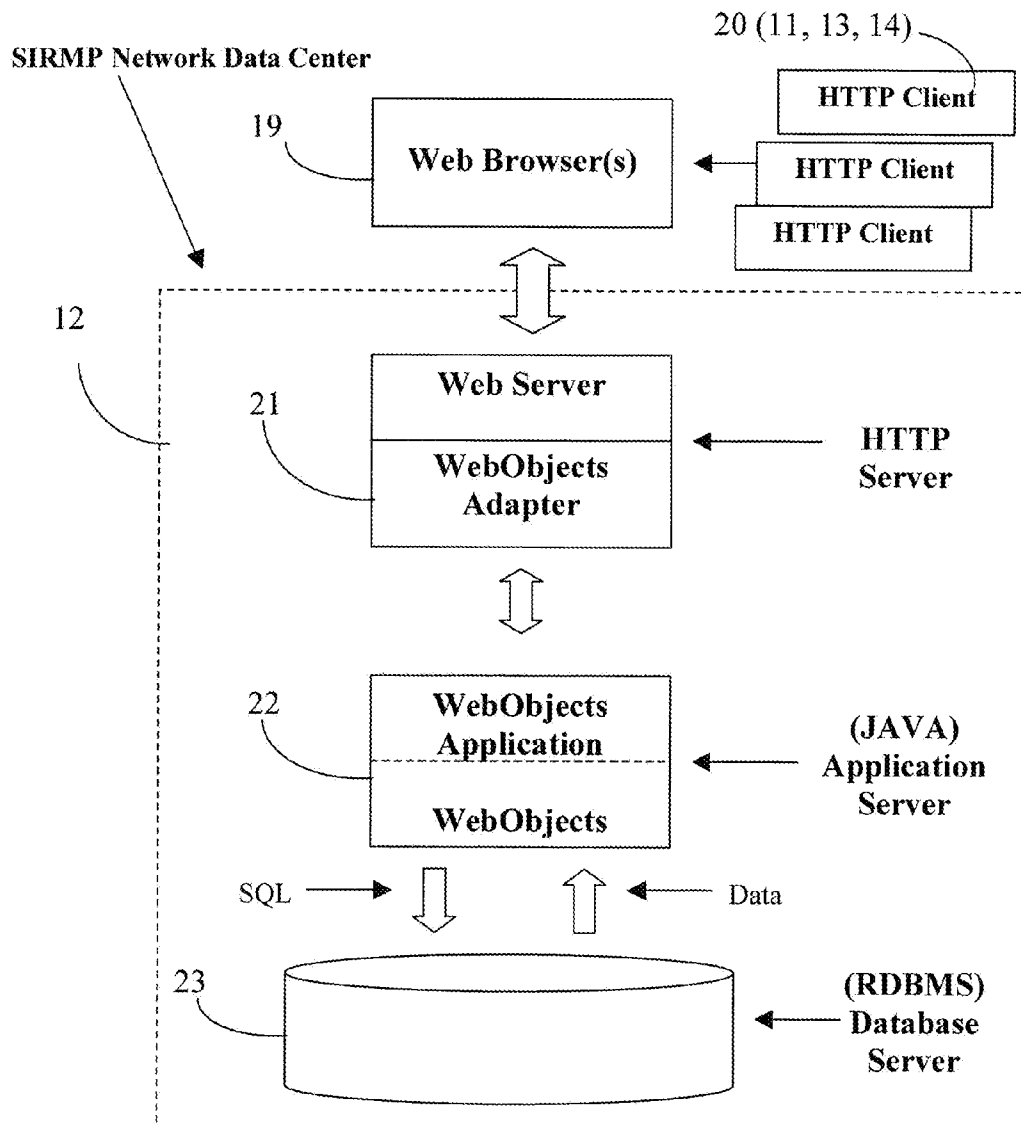 20 (11, 13, 14)
SIRMP Network Data Center
HTTP Client
19
Web Browser(s)
HTTP Client
HTTP Client
12
Web Server
21
WebObjects
Adapter
HTTP
Server
22
WebObjects
Application
WebObjects
(JAVA)
Application
Server
SQL
Data
23
(RDBMS)
Database
Server